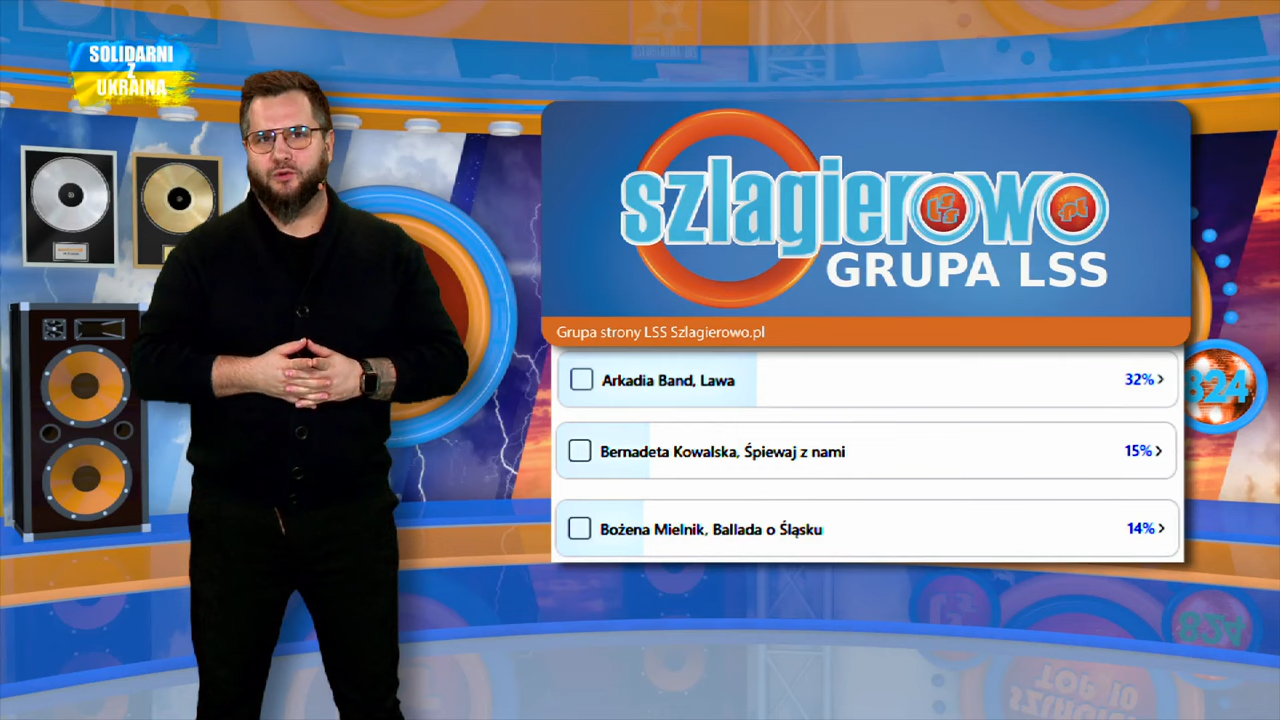 SOLIDARNI
Z
UKRAINĄ
szlagierowo
GRUPA LSS
Grupa strony LSS Szlagierowo.pl
Arkadia Band, Lawa
32%
Bernadeta Kowalska, Śpiewaj z nami
15%
Bożena Mielnik, Ballada o Śląsku
14%
824